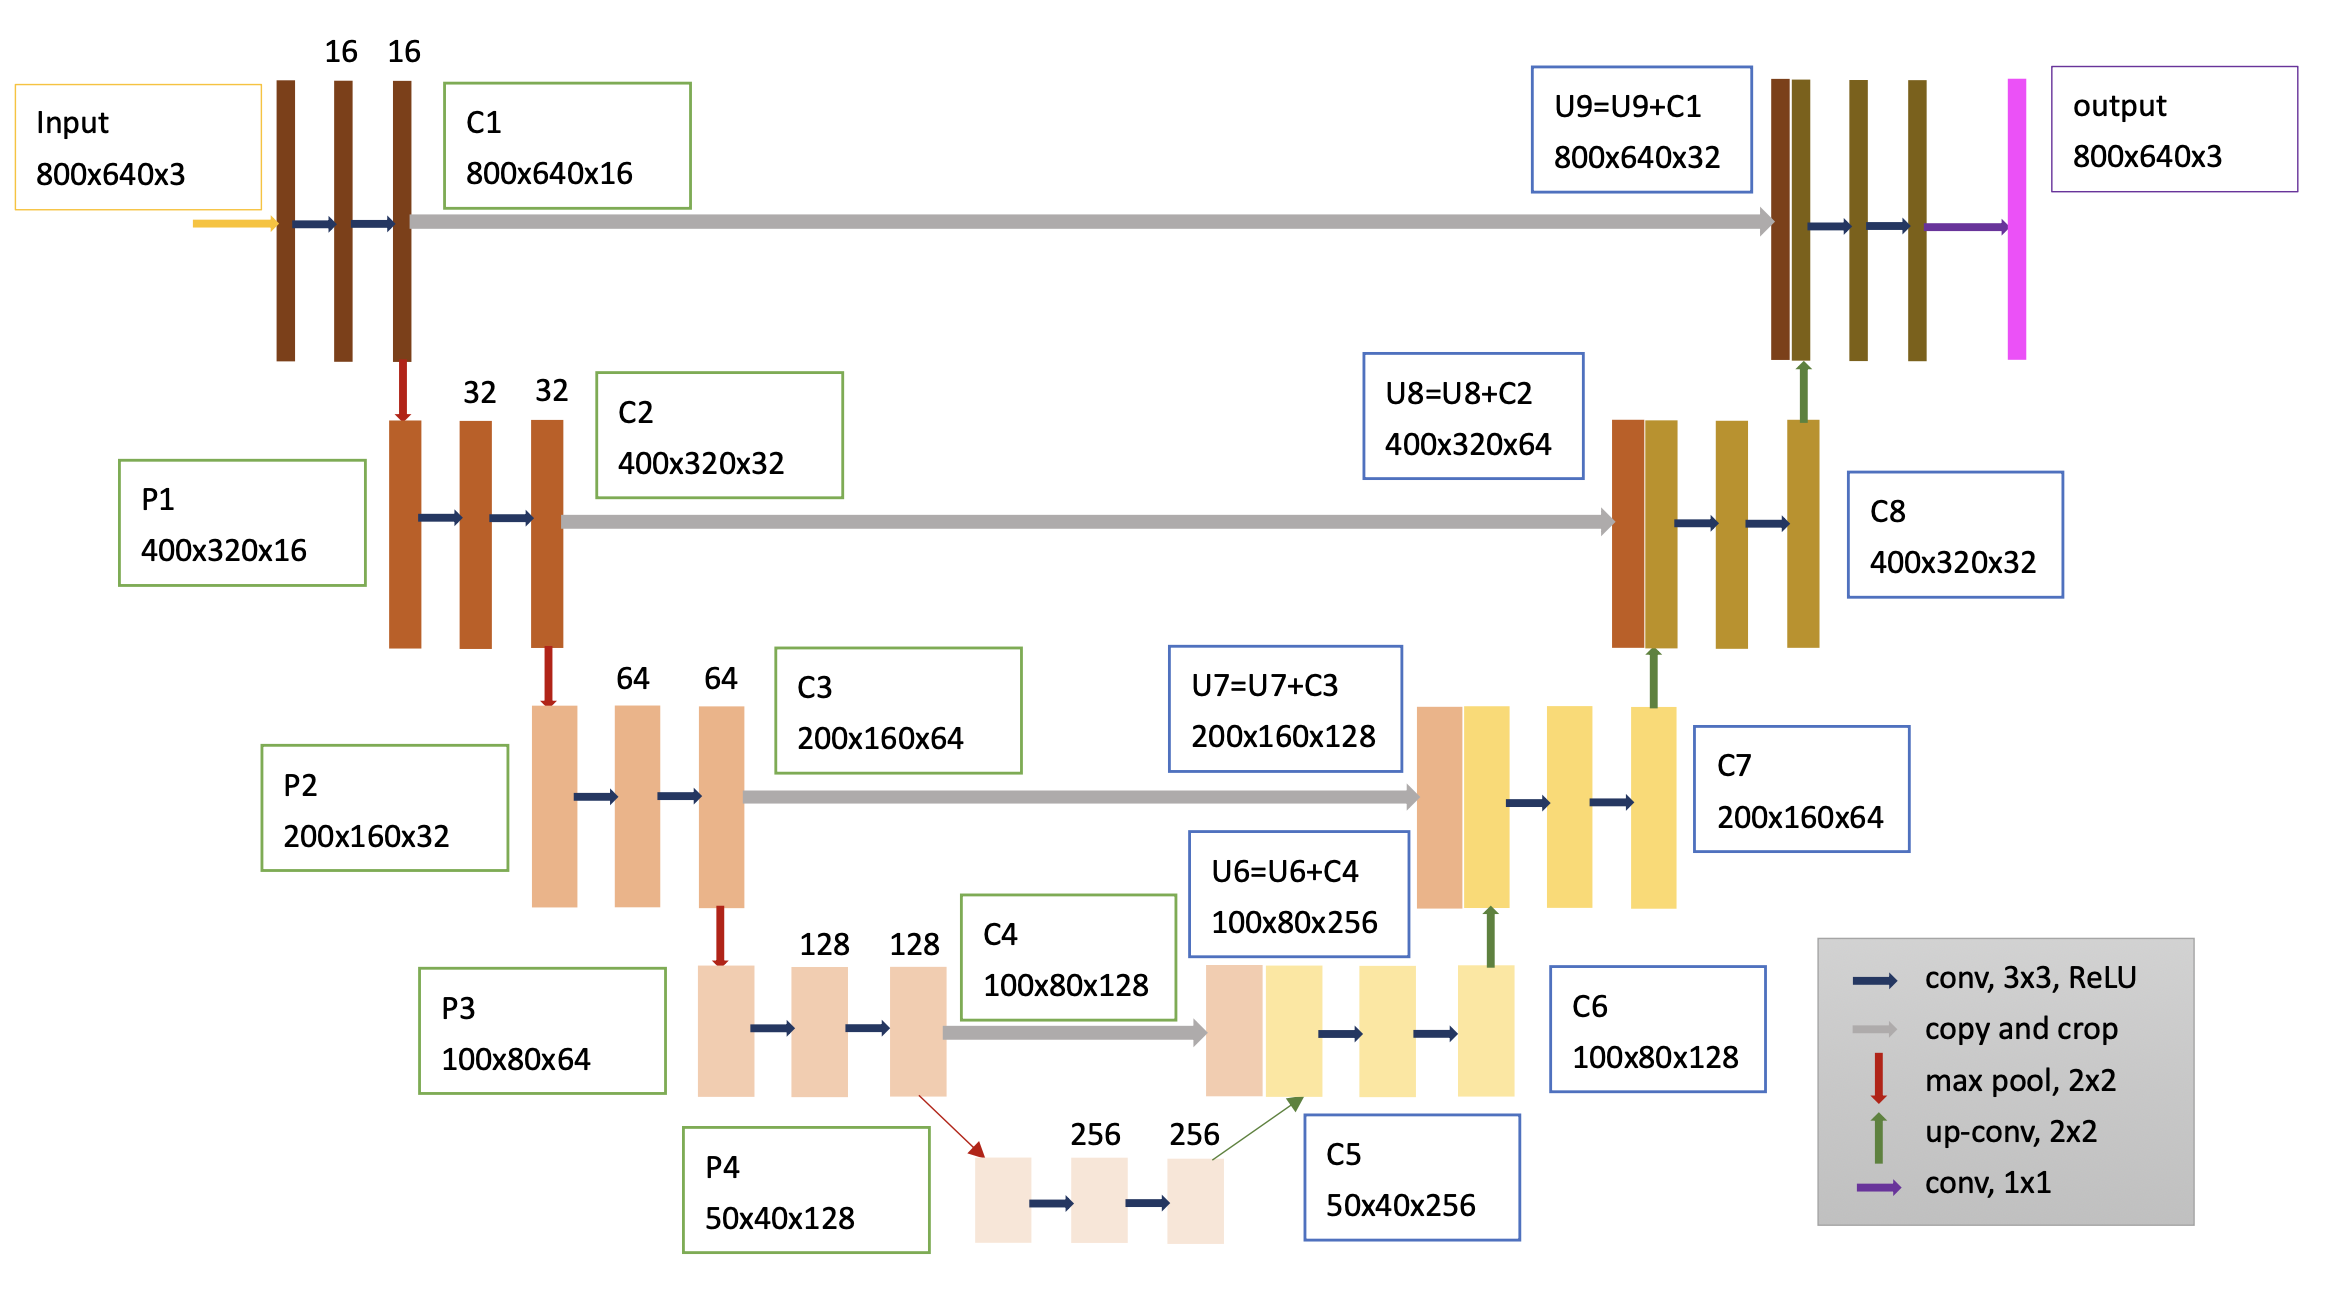 16
16
Input
800x640x3
C1
800x640x16
U9=U9+C1
800x640x32
output
800x640x3
32
32
C2
400x320x32
U8=U8+C2
400x320x64
P1
400x320x16
C8
400x320x32
64
64
C3
200x160x64
U7=U7+C3
200x160x128
P2
200x160x32
C7
200x160x64
U6=U6+C4
100x80x256
128
128
C4
100x80x128
P3
100x80x64
C6
100x80x128
256
256
P4
50x40x128
C5
50x40x256
conv, 3x3, ReLU
copy and crop
max pool, 2x2
up-conv, 2x2
conv, 1x1